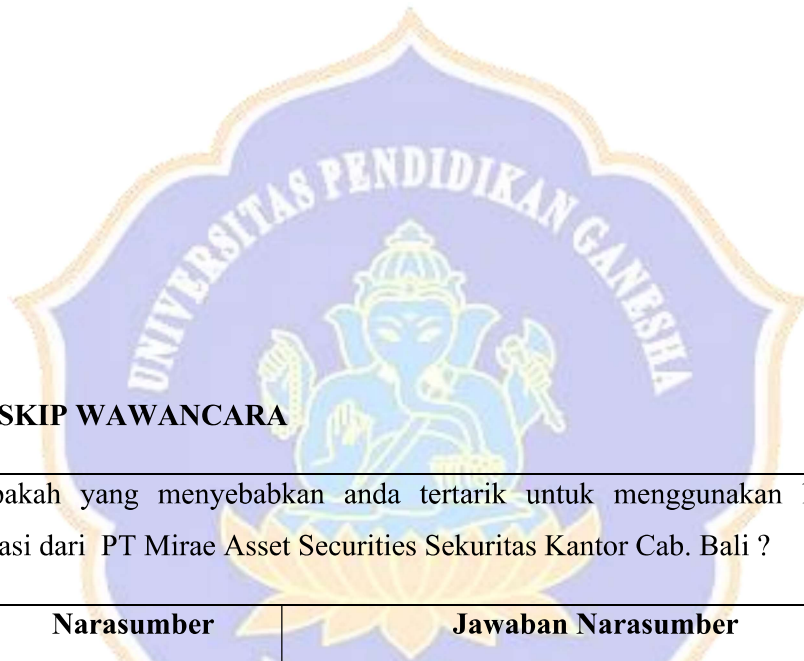 UNIVERSITAS PENDIDIKAN GANESHA
SKIP WAWANCARA
pakah yang menyebabkan anda tertarik untuk menggunakan
asi dari PT Mirae Asset Securities Sekuritas Kantor Cab. Bali ?
Narasumber Jawaban Narasumber